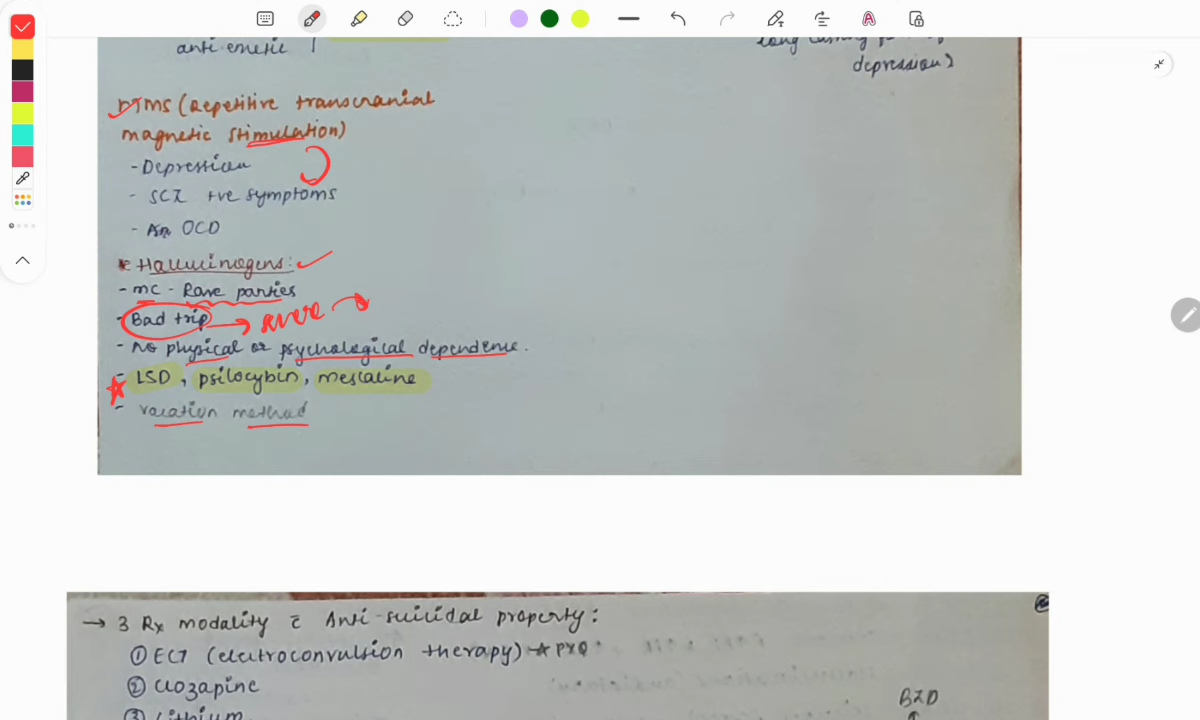 anti-emetic
depression)
rTMS (Repetitive transcranial
magnetic stimulation)
- Depression
- SCZ +ve symptoms
- OCD
* Hallucinogens:
- mc - Rave parties
- Bad trip →
- No physical or psychological dependence.
- LSD, psilocybin, mescaline
- vacation method
→ 3 Rx modality c̄ Anti-suicidal property:
① ECT (electroconvulsion therapy) → * PYQ
② Clozapine
③ Lithium
BZD